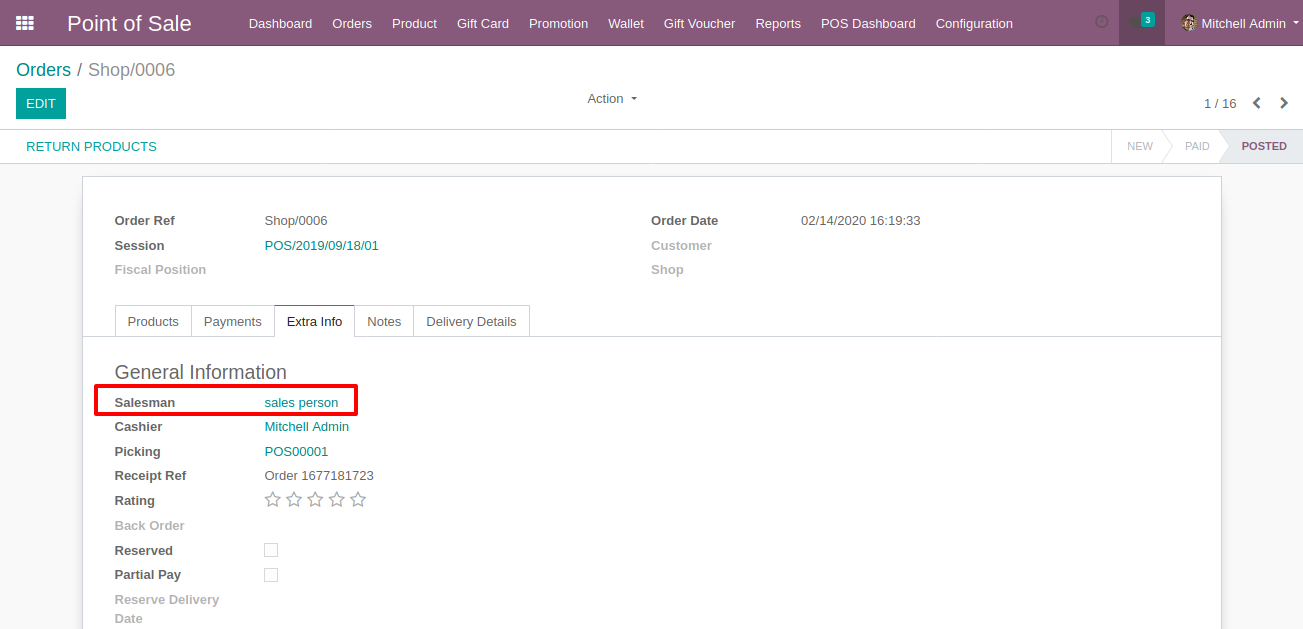 Point of Sale Dashboard Orders Product Gift Card Promotion Wallet Gift Voucher Reports POS Dashboard Configuration 3 Mitchell Admin
Orders / Shop/0006
EDIT Action 1 / 16
RETURN PRODUCTS NEW PAID POSTED
Order Ref Shop/0006 Order Date 02/14/2020 16:19:33
Session POS/2019/09/18/01 Customer
Fiscal Position Shop
Products Payments Extra Info Notes Delivery Details
General Information
Salesman sales person
Cashier Mitchell Admin
Picking POS00001
Receipt Ref Order 1677181723
Rating
Back Order
Reserved
Partial Pay
Reserve Delivery
Date